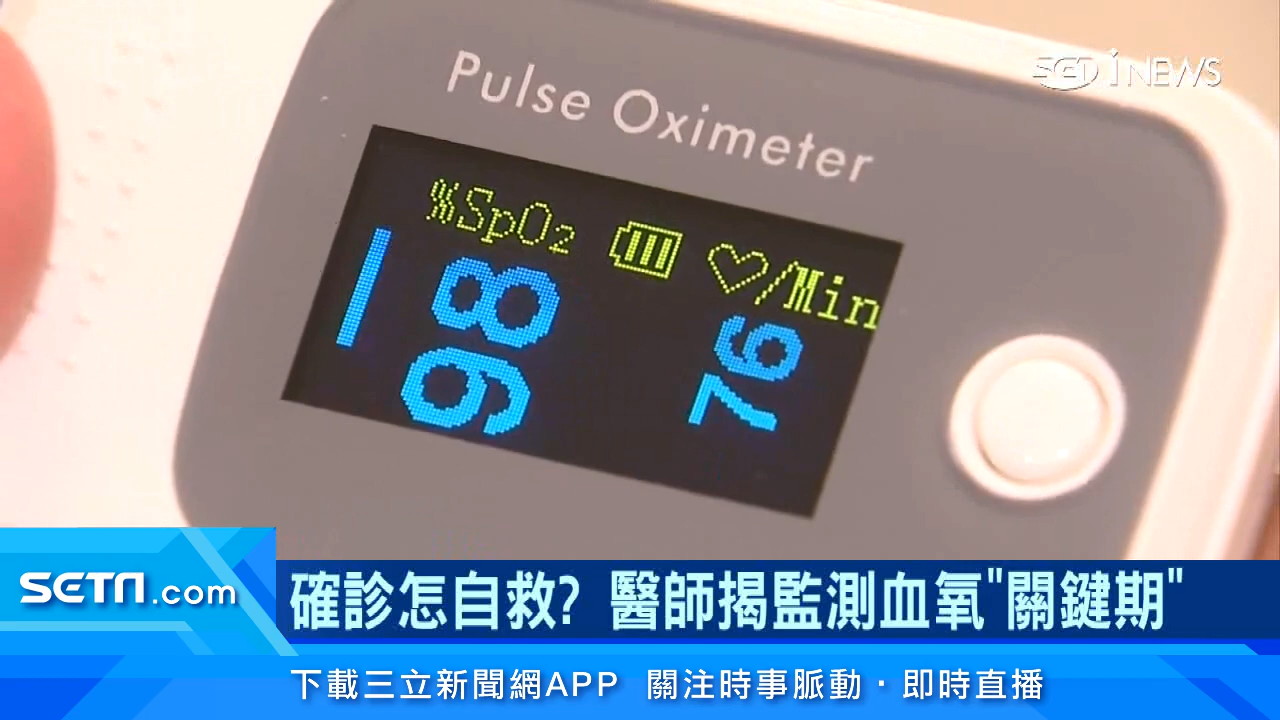 Pulse Oximeter
SET iNEWS
%SpO₂ ♡/Min
98 76
SETN.com
確診怎自救? 醫師揭監測血氧"關鍵期"
下載三立新聞網APP 關注時事脈動・即時直播